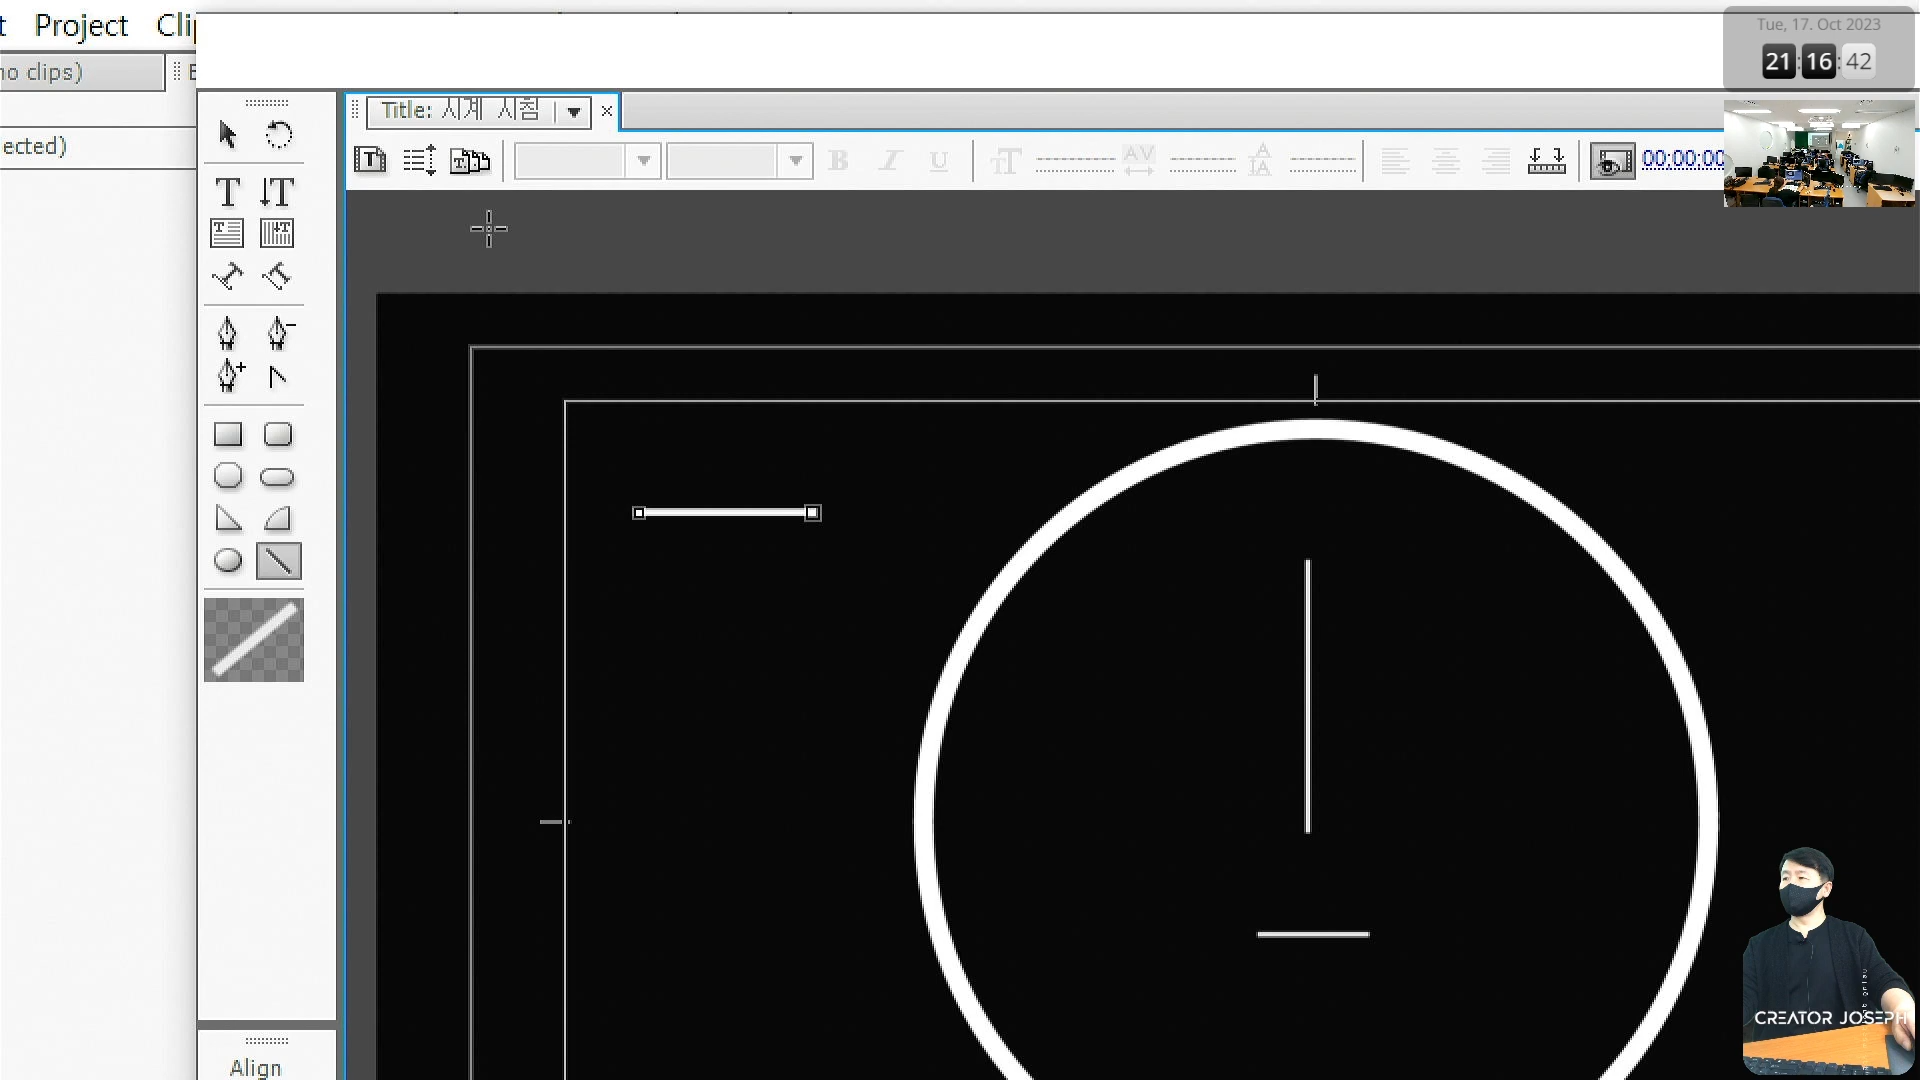 Project
Clip
Tue, 17. Oct 2023
21:16:42
no clips)
ected)
Title: 시계 시침
00;00;00
CREATOR JOSEPH
Align